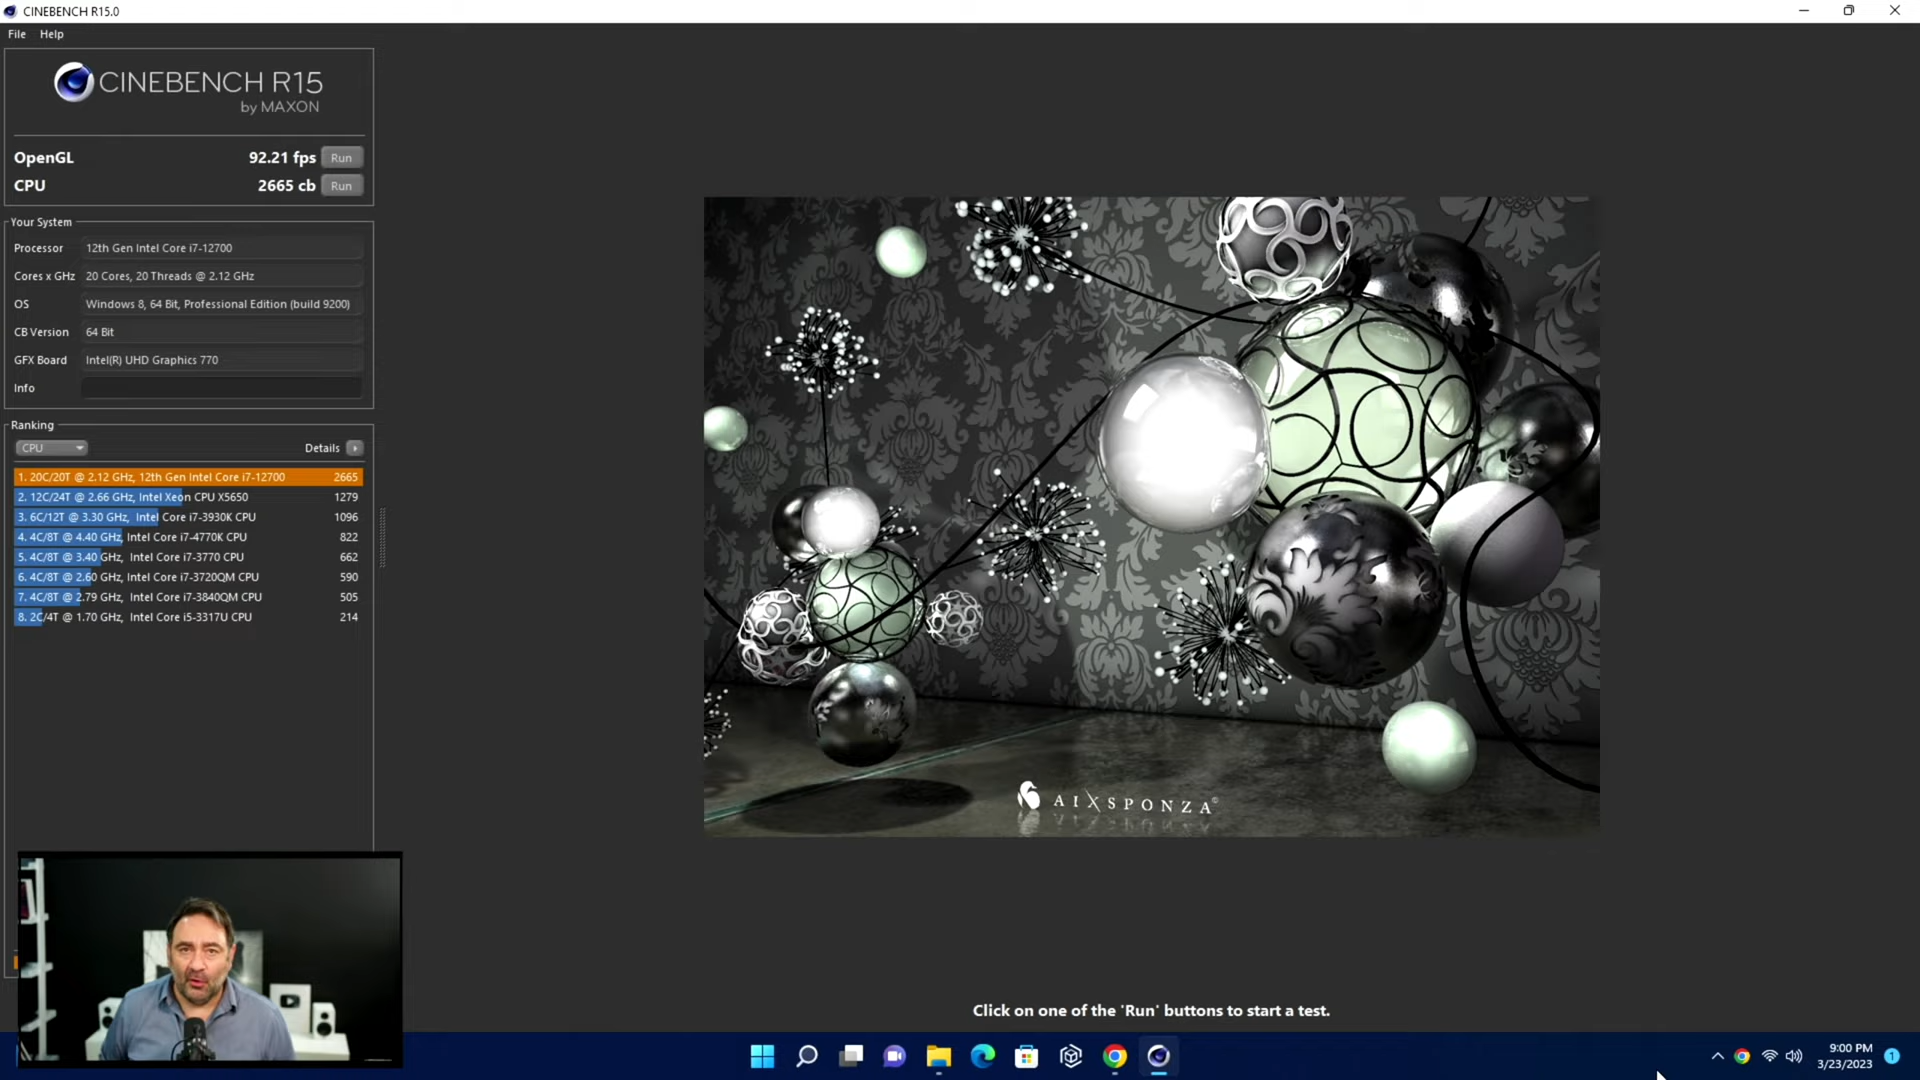 CINEBENCH R15.0
File Help
CINEBENCH R15
by MAXON
OpenGL 92.21 fps Run
CPU 2665 cb Run
Your System
Processor 12th Gen Intel Core i7-12700
Cores x GHz 20 Cores, 20 Threads @ 2.12 GHz
OS Windows 8, 64 Bit, Professional Edition (build 9200)
CB Version 64 Bit
GFX Board Intel(R) UHD Graphics 770
Info
Ranking
CPU Details
1. 20C/20T @ 2.12 GHz, 12th Gen Intel Core i7-12700 2665
2. 12C/24T @ 2.66 GHz, Intel Xeon CPU X5650 1279
3. 6C/12T @ 3.30 GHz, Intel Core i7-3930K CPU 1096
4. 4C/8T @ 4.40 GHz, Intel Core i7-4770K CPU 822
5. 4C/8T @ 3.40 GHz, Intel Core i7-3770 CPU 662
6. 4C/8T @ 2.60 GHz, Intel Core i7-3720QM CPU 590
7. 4C/8T @ 2.79 GHz, Intel Core i7-3840QM CPU 505
8. 2C/4T @ 1.70 GHz, Intel Core i5-3317U CPU 214
AIXSPONZA©
Click on one of the 'Run' buttons to start a test.
9:00 PM
3/23/2023
1